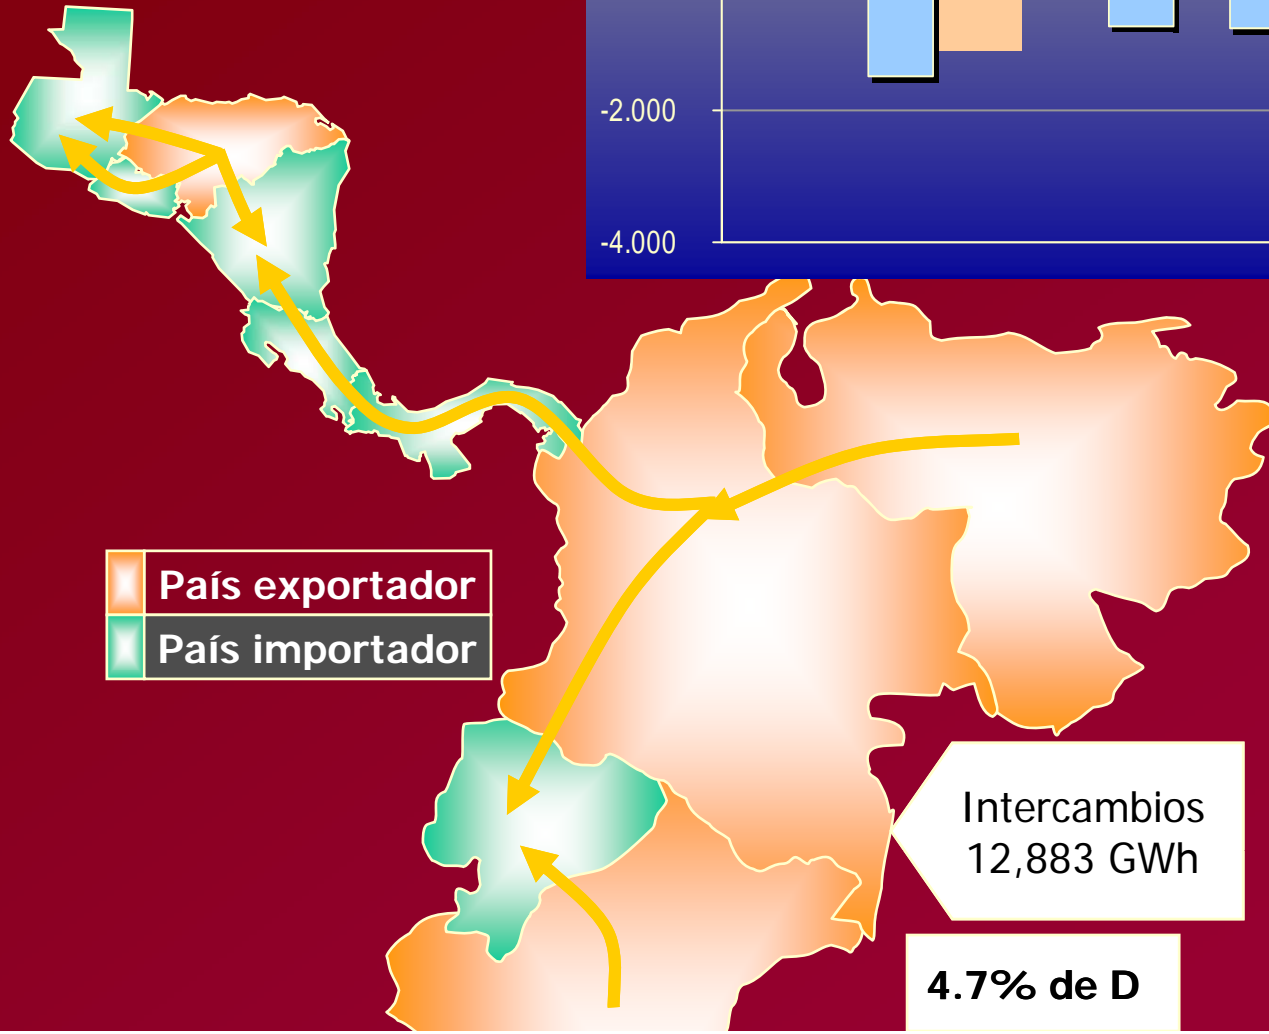 -2.000
-4.000
País exportador
País importador
Intercambios
12,883 GWh
4.7% de D